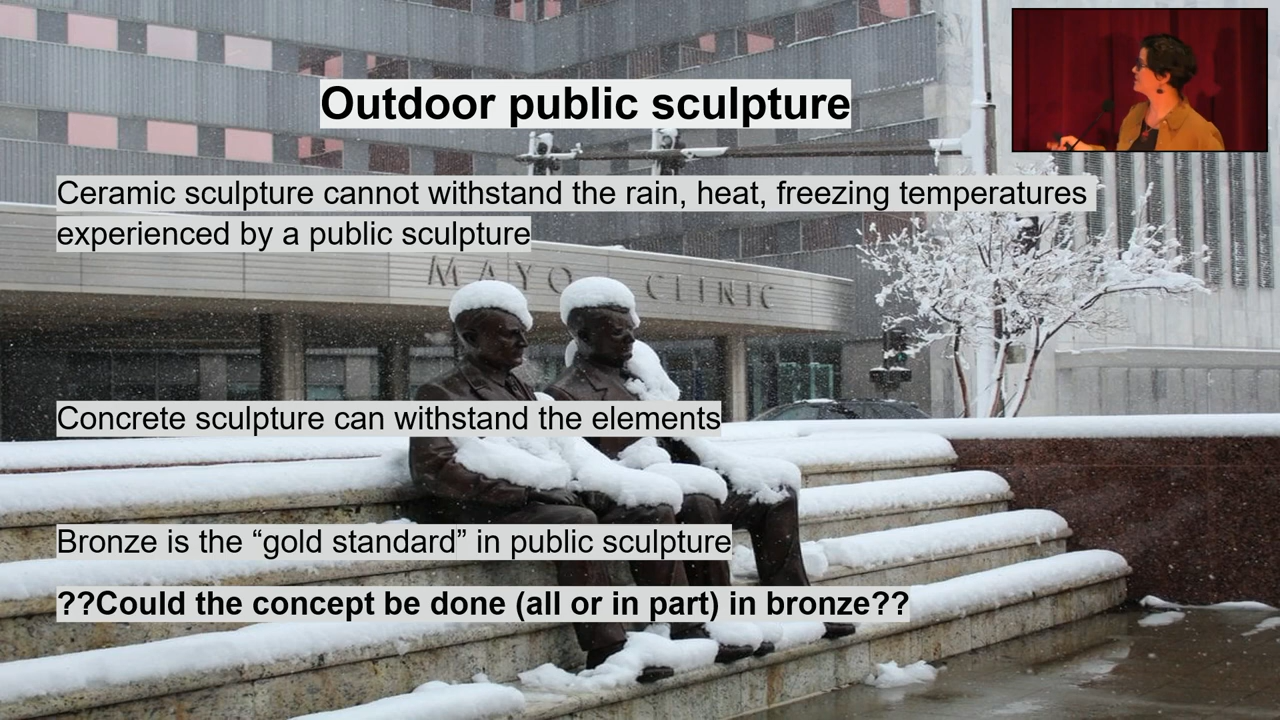 Outdoor public sculpture
Ceramic sculpture cannot withstand the rain, heat, freezing temperatures
experienced by a public sculpture
MAYO CLINIC
Concrete sculpture can withstand the elements
Bronze is the “gold standard” in public sculpture
??Could the concept be done (all or in part) in bronze??